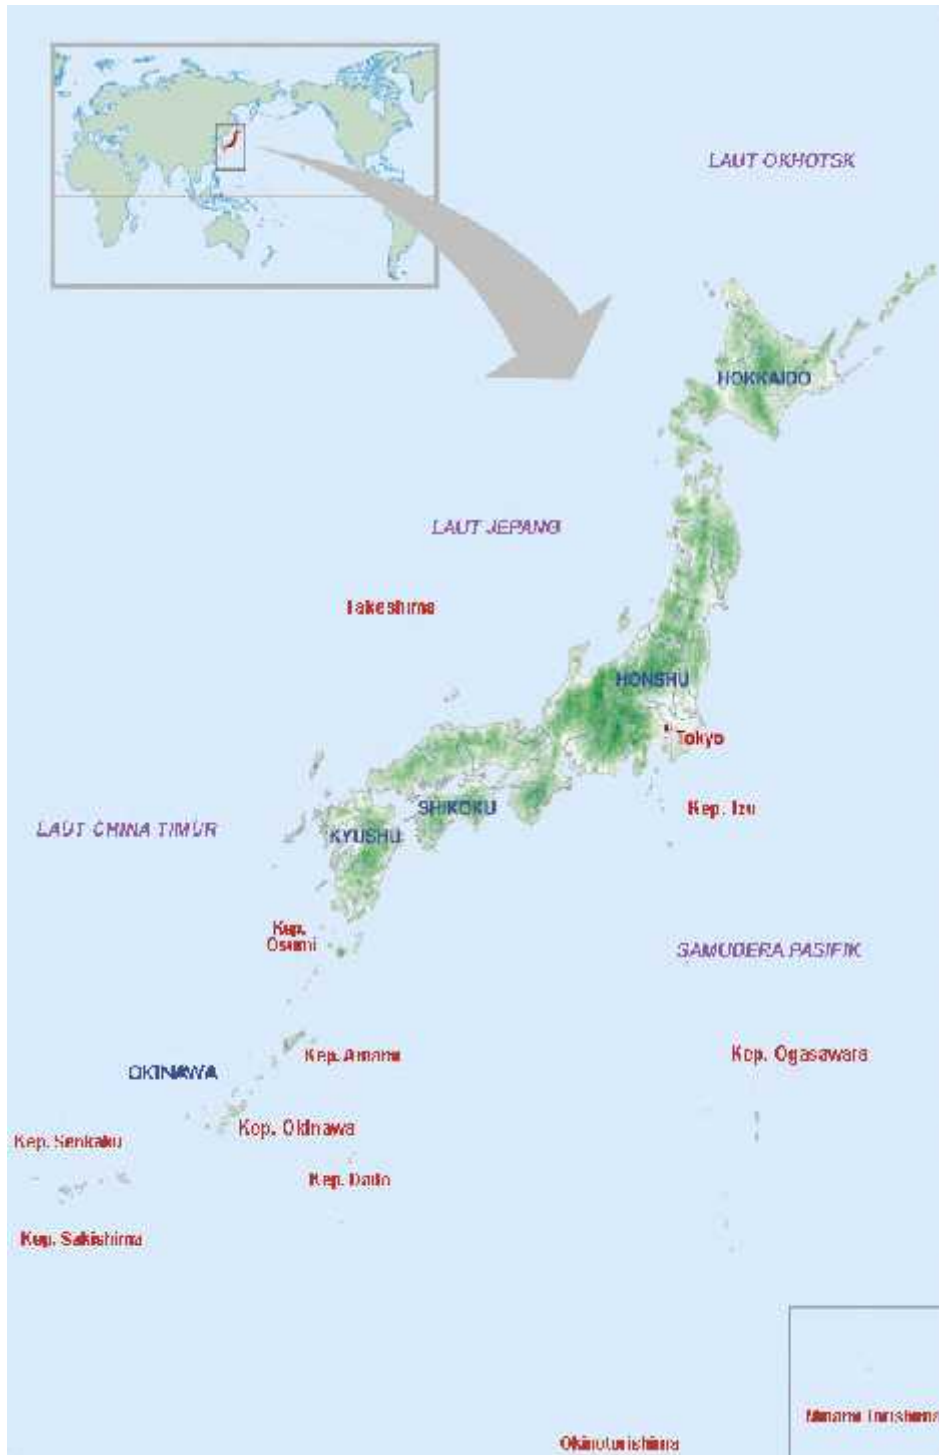 LAUT OKHOTSK
HOKKAIDO
LAUT JEPANG
Takeshima
HONSHU
Tokyo
SHIKOKU
Kep. Izu
LAUT CHINA TIMUR
KYUSHU
Kep.
Osumi
SAMUDERA PASIFIK
Kep. Amami
Kep. Ogasawara
OKINAWA
Kep. Okinawa
Kep. Senkaku
Kep. Daito
Kep. Sakishima
Minami Torishima
Okinotorishima